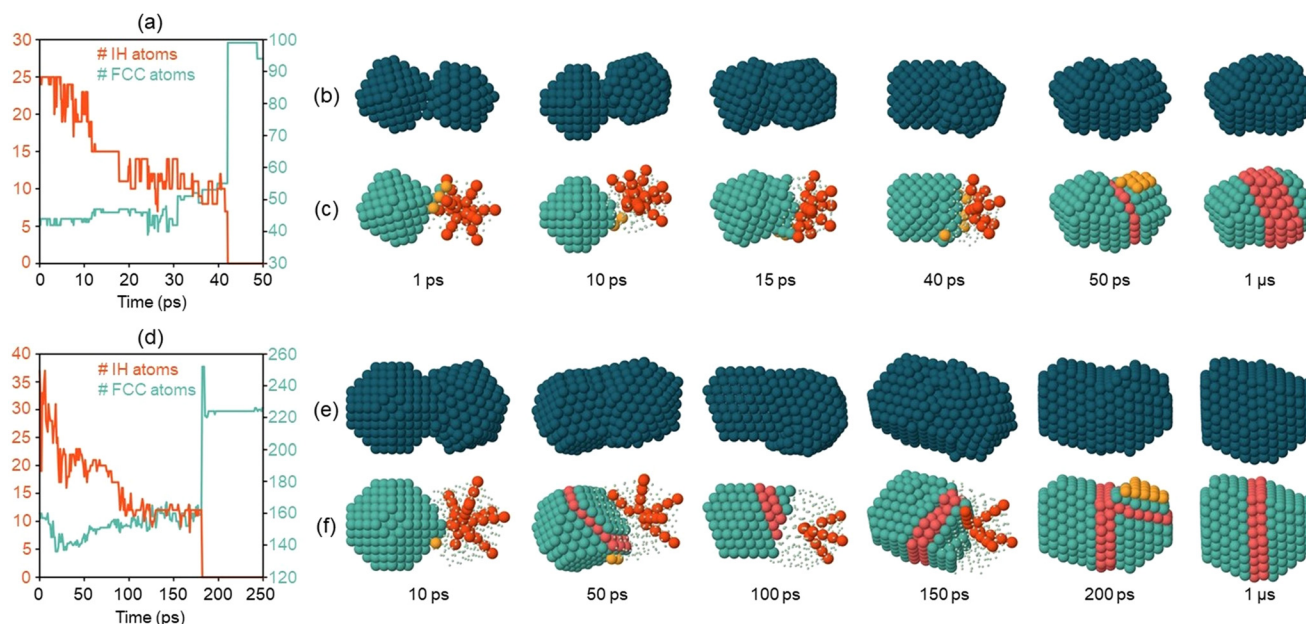 (a)
# IH atoms
# FCC atoms
30
25
20
15
10
5
0
100
90
80
70
60
50
40
30
0 10 20 30 40 50
Time (ps)
(b)
(c)
1 ps 10 ps 15 ps 40 ps 50 ps 1 µs
(d)
# IH atoms
# FCC atoms
40
35
30
25
20
15
10
5
0
260
240
220
200
180
160
140
120
0 50 100 150 200 250
Time (ps)
(e)
(f)
10 ps 50 ps 100 ps 150 ps 200 ps 1 µs